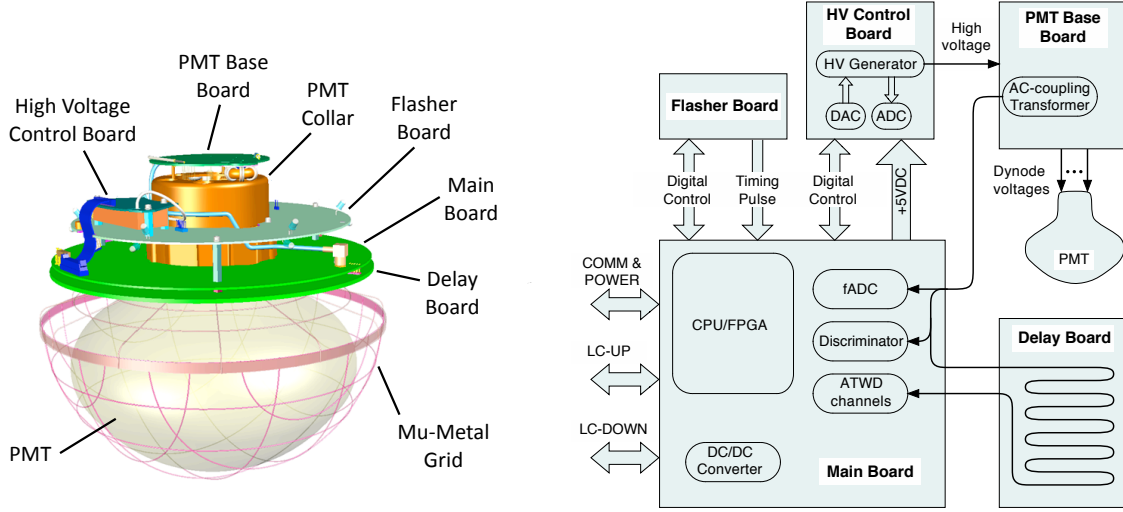 PMT Base
Board
High Voltage
Control Board
PMT
Collar
Flasher
Board
Main
Board
Delay
Board
PMT
Mu-Metal
Grid
HV Control
Board
HV Generator
DAC
ADC
High
voltage
PMT Base
Board
AC-coupling
Transformer
Flasher Board
Digital
Control
Timing
Pulse
Digital
Control
+5VDC
Dynode
voltages
...
PMT
COMM &
POWER
LC-UP
LC-DOWN
CPU/FPGA
fADC
Discriminator
ATWD
channels
DC/DC
Converter
Main Board
Delay Board